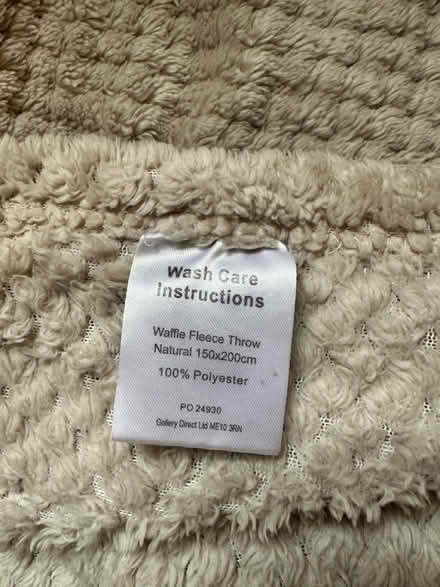 Wash Care
Instructions
Waffle Fleece Throw
Natural 150x200cm
100% Polyester
PO 24930
Gallery Direct Ltd ME10 3RN